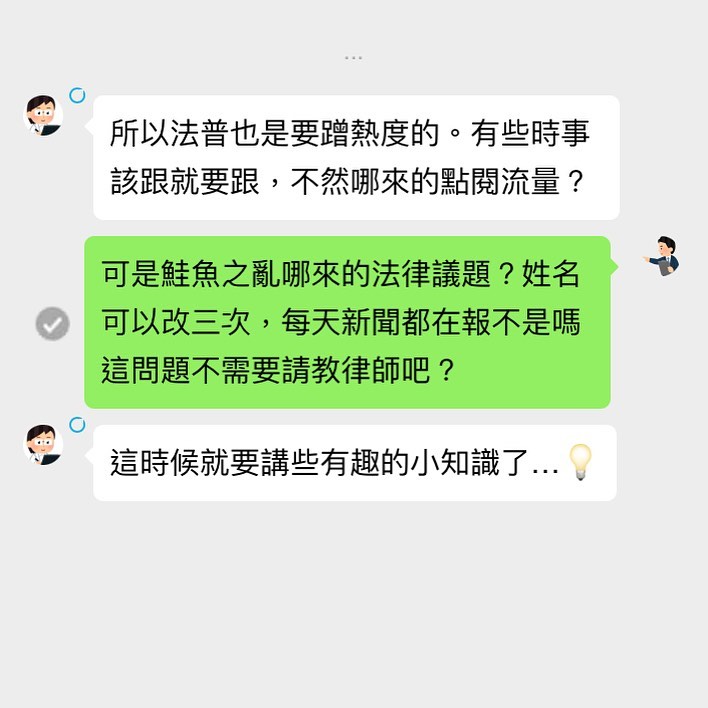 ...
所以法普也是要蹭熱度的。有些時事
該跟就要跟，不然哪來的點閱流量？
可是鮭魚之亂哪來的法律議題？姓名
可以改三次，每天新聞都在報不是嗎
這問題不需要請教律師吧？
這時候就要講些有趣的小知識了...💡